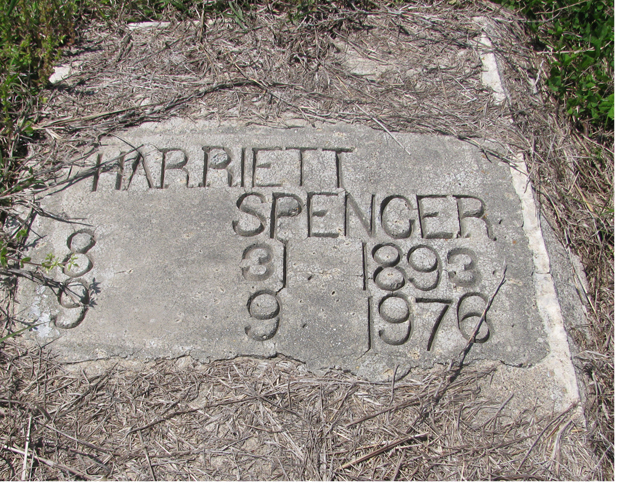 HARRIETT
SPENCER
8 31 1893
9 9 1976